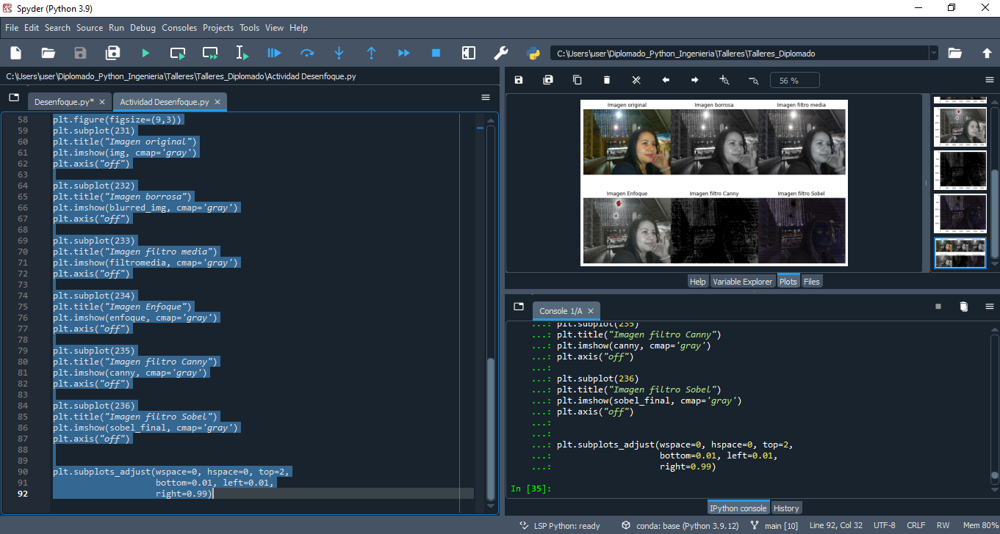 Spyder (Python 3.9)
File Edit Search Source Run Debug Consoles Projects Tools View Help
C:\Users\user\Diplomado_Python_Ingenieria\Talleres\Talleres_Diplomado
C:\Users\user\Diplomado_Python_Ingenieria\Talleres\Talleres_Diplomado\Actividad Desenfoque.py
Desenfoque.py* Actividad Desenfoque.py
58 plt.figure(figsize=(9,3))
59 plt.subplot(231)
60 plt.title("Imagen original")
61 plt.imshow(img, cmap='gray')
62 plt.axis("off")
63
64 plt.subplot(232)
65 plt.title("Imagen borrosa")
66 plt.imshow(blurred_img, cmap='gray')
67 plt.axis("off")
68
69 plt.subplot(233)
70 plt.title("Imagen filtro media")
71 plt.imshow(filtromedia, cmap='gray')
72 plt.axis("off")
73
74 plt.subplot(234)
75 plt.title("Imagen Enfoque")
76 plt.imshow(enfoque, cmap='gray')
77 plt.axis("off")
78
79 plt.subplot(235)
80 plt.title("Imagen filtro Canny")
81 plt.imshow(canny, cmap='gray')
82 plt.axis("off")
83
84 plt.subplot(236)
85 plt.title("Imagen filtro Sobel")
86 plt.imshow(sobel_final, cmap='gray')
87 plt.axis("off")
88
89
90 plt.subplots_adjust(wspace=0, hspace=0, top=2,
91 bottom=0.01, left=0.01,
92 right=0.99)
56 %
Imagen original Imagen borrosa Imagen filtro media
Imagen Enfoque Imagen filtro Canny Imagen filtro Sobel
Help Variable Explorer Plots Files
Console 1/A
...: plt.subplot(235)
...: plt.title("Imagen filtro Canny")
...: plt.imshow(canny, cmap='gray')
...: plt.axis("off")
...:
...: plt.subplot(236)
...: plt.title("Imagen filtro Sobel")
...: plt.imshow(sobel_final, cmap='gray')
...: plt.axis("off")
...:
...:
...: plt.subplots_adjust(wspace=0, hspace=0, top=2,
...: bottom=0.01, left=0.01,
...: right=0.99)
In [35]:
IPython console History
LSP Python: ready conda: base (Python 3.9.12) main [10] Line 92, Col 32 UTF-8 CRLF RW Mem 80%